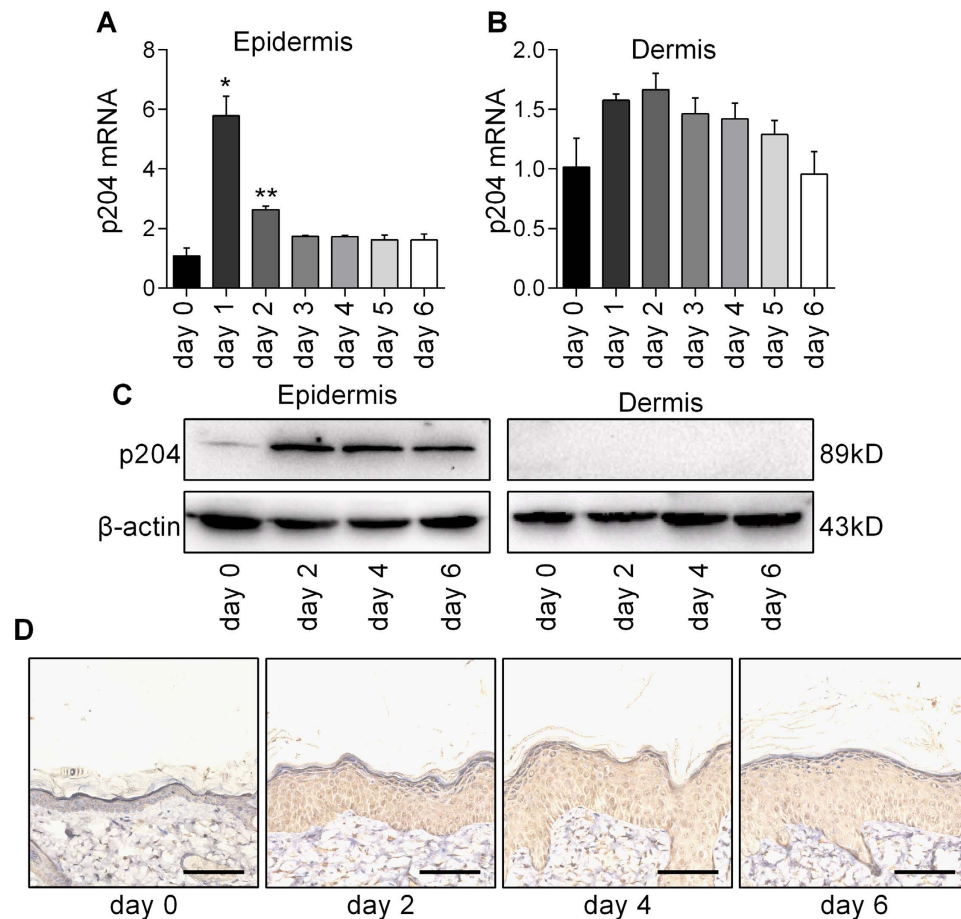 A
Epidermis
p204 mRNA
8
6
4
2
0
*
**
day 0
day 1
day 2
day 3
day 4
day 5
day 6
B
Dermis
p204 mRNA
2.0
1.5
1.0
0.5
0.0
day 0
day 1
day 2
day 3
day 4
day 5
day 6
C
Epidermis
Dermis
p204
89kD
β-actin
43kD
day 0
day 2
day 4
day 6
day 0
day 2
day 4
day 6
D
day 0
day 2
day 4
day 6